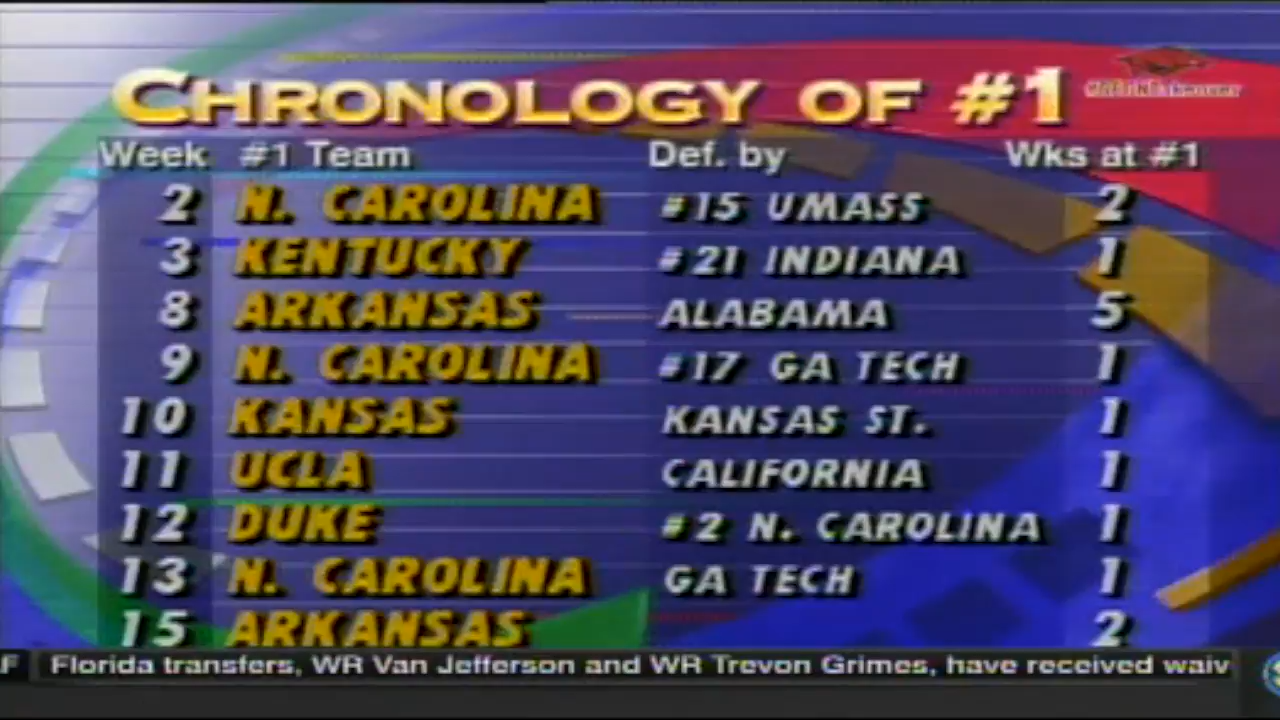 CHRONOLOGY OF #1
Week #1 Team Def. by Wks at #1
2 N. CAROLINA #15 UMASS 2
3 KENTUCKY #21 INDIANA 1
8 ARKANSAS ALABAMA 5
9 N. CAROLINA #17 GA TECH 1
10 KANSAS KANSAS ST. 1
11 UCLA CALIFORNIA 1
12 DUKE #2 N. CAROLINA 1
13 N. CAROLINA GA TECH 1
15 ARKANSAS 2
F Florida transfers, WR Van Jefferson and WR Trevon Grimes, have received waiv